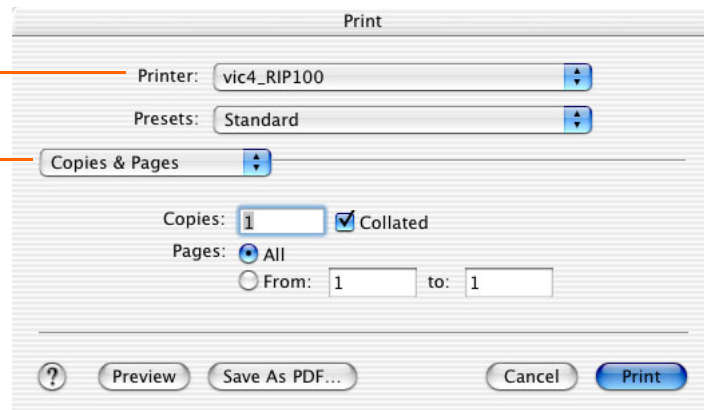 Print
Printer: vic4_RIP100
Presets: Standard
Copies & Pages
Copies: 1 Collated
Pages: All
From: 1 to: 1
? Preview Save As PDF... Cancel Print